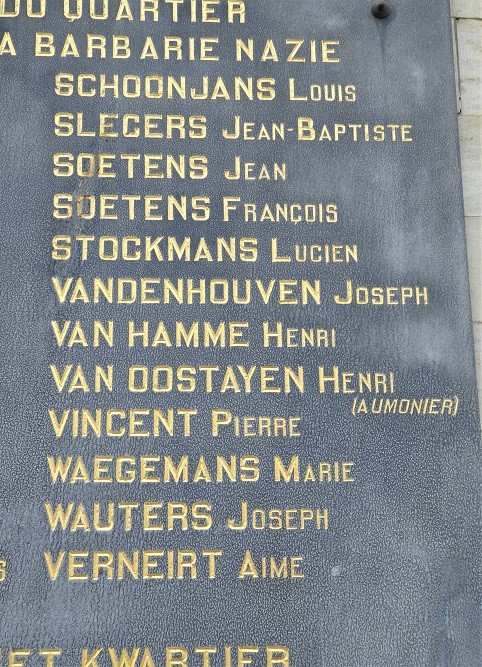 DU QUARTIER
A BARBARIE NAZIE
SCHOONJANS LOUIS
SLEGERS JEAN-BAPTISTE
SOETENS JEAN
SOETENS FRANÇOIS
STOCKMANS LUCIEN
VANDENHOUVEN JOSEPH
VAN HAMME HENRI
VAN OOSTAYEN HENRI
(AUMONIER)
VINCENT PIERRE
WAEGEMANS MARIE
WAUTERS JOSEPH
S VERNEIRT AIME
ET KWARTIER